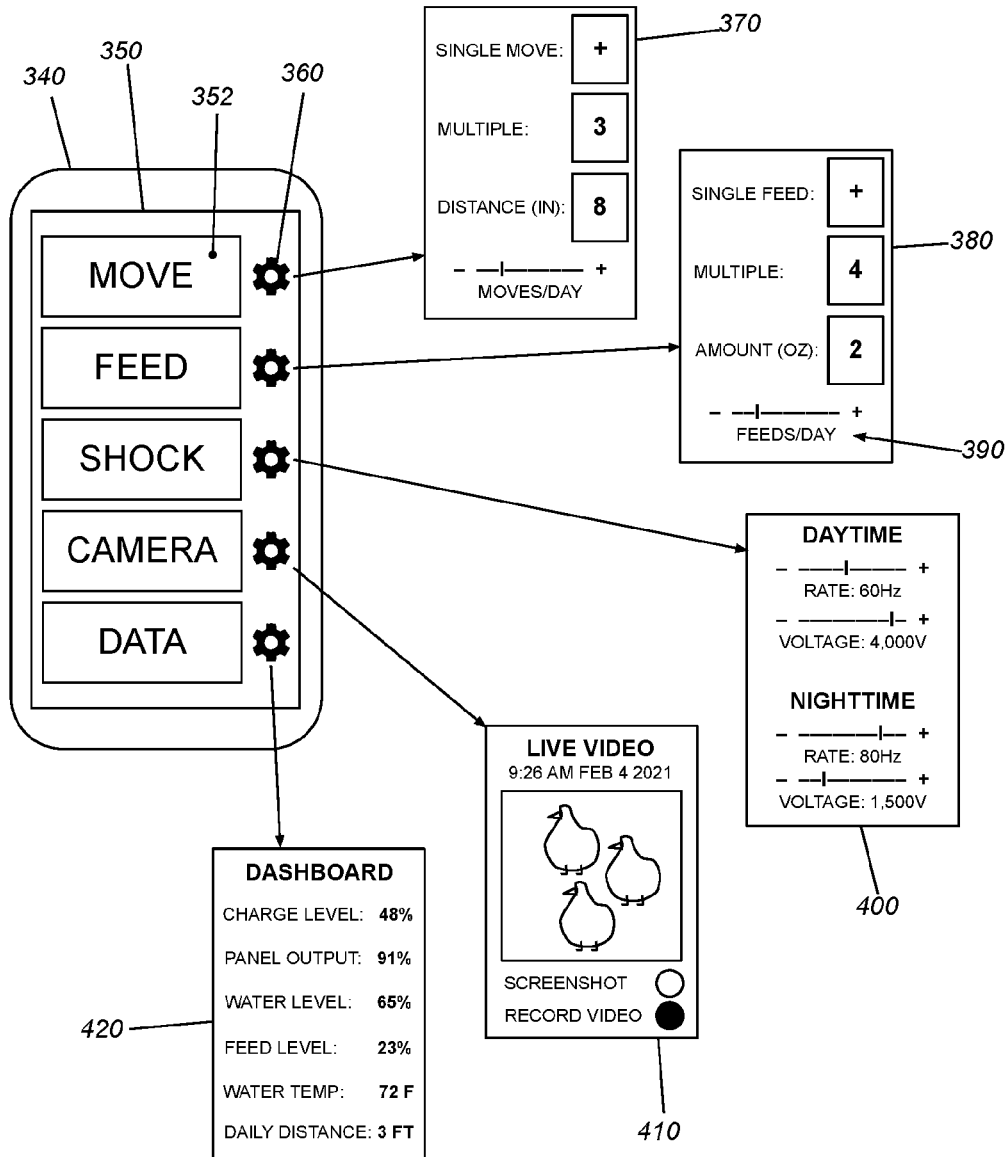 340
350
352
360
MOVE
FEED
SHOCK
CAMERA
DATA
370
SINGLE MOVE: +
MULTIPLE: 3
DISTANCE (IN): 8
- +
MOVES/DAY
380
SINGLE FEED: +
MULTIPLE: 4
AMOUNT (OZ): 2
- +
FEEDS/DAY
390
DAYTIME
- +
RATE: 60Hz
- +
VOLTAGE: 4,000V
NIGHTTIME
- +
RATE: 80Hz
- +
VOLTAGE: 1,500V
400
LIVE VIDEO
9:26 AM FEB 4 2021
SCREENSHOT
RECORD VIDEO
410
DASHBOARD
CHARGE LEVEL: 48%
PANEL OUTPUT: 91%
WATER LEVEL: 65%
FEED LEVEL: 23%
WATER TEMP: 72 F
DAILY DISTANCE: 3 FT
420